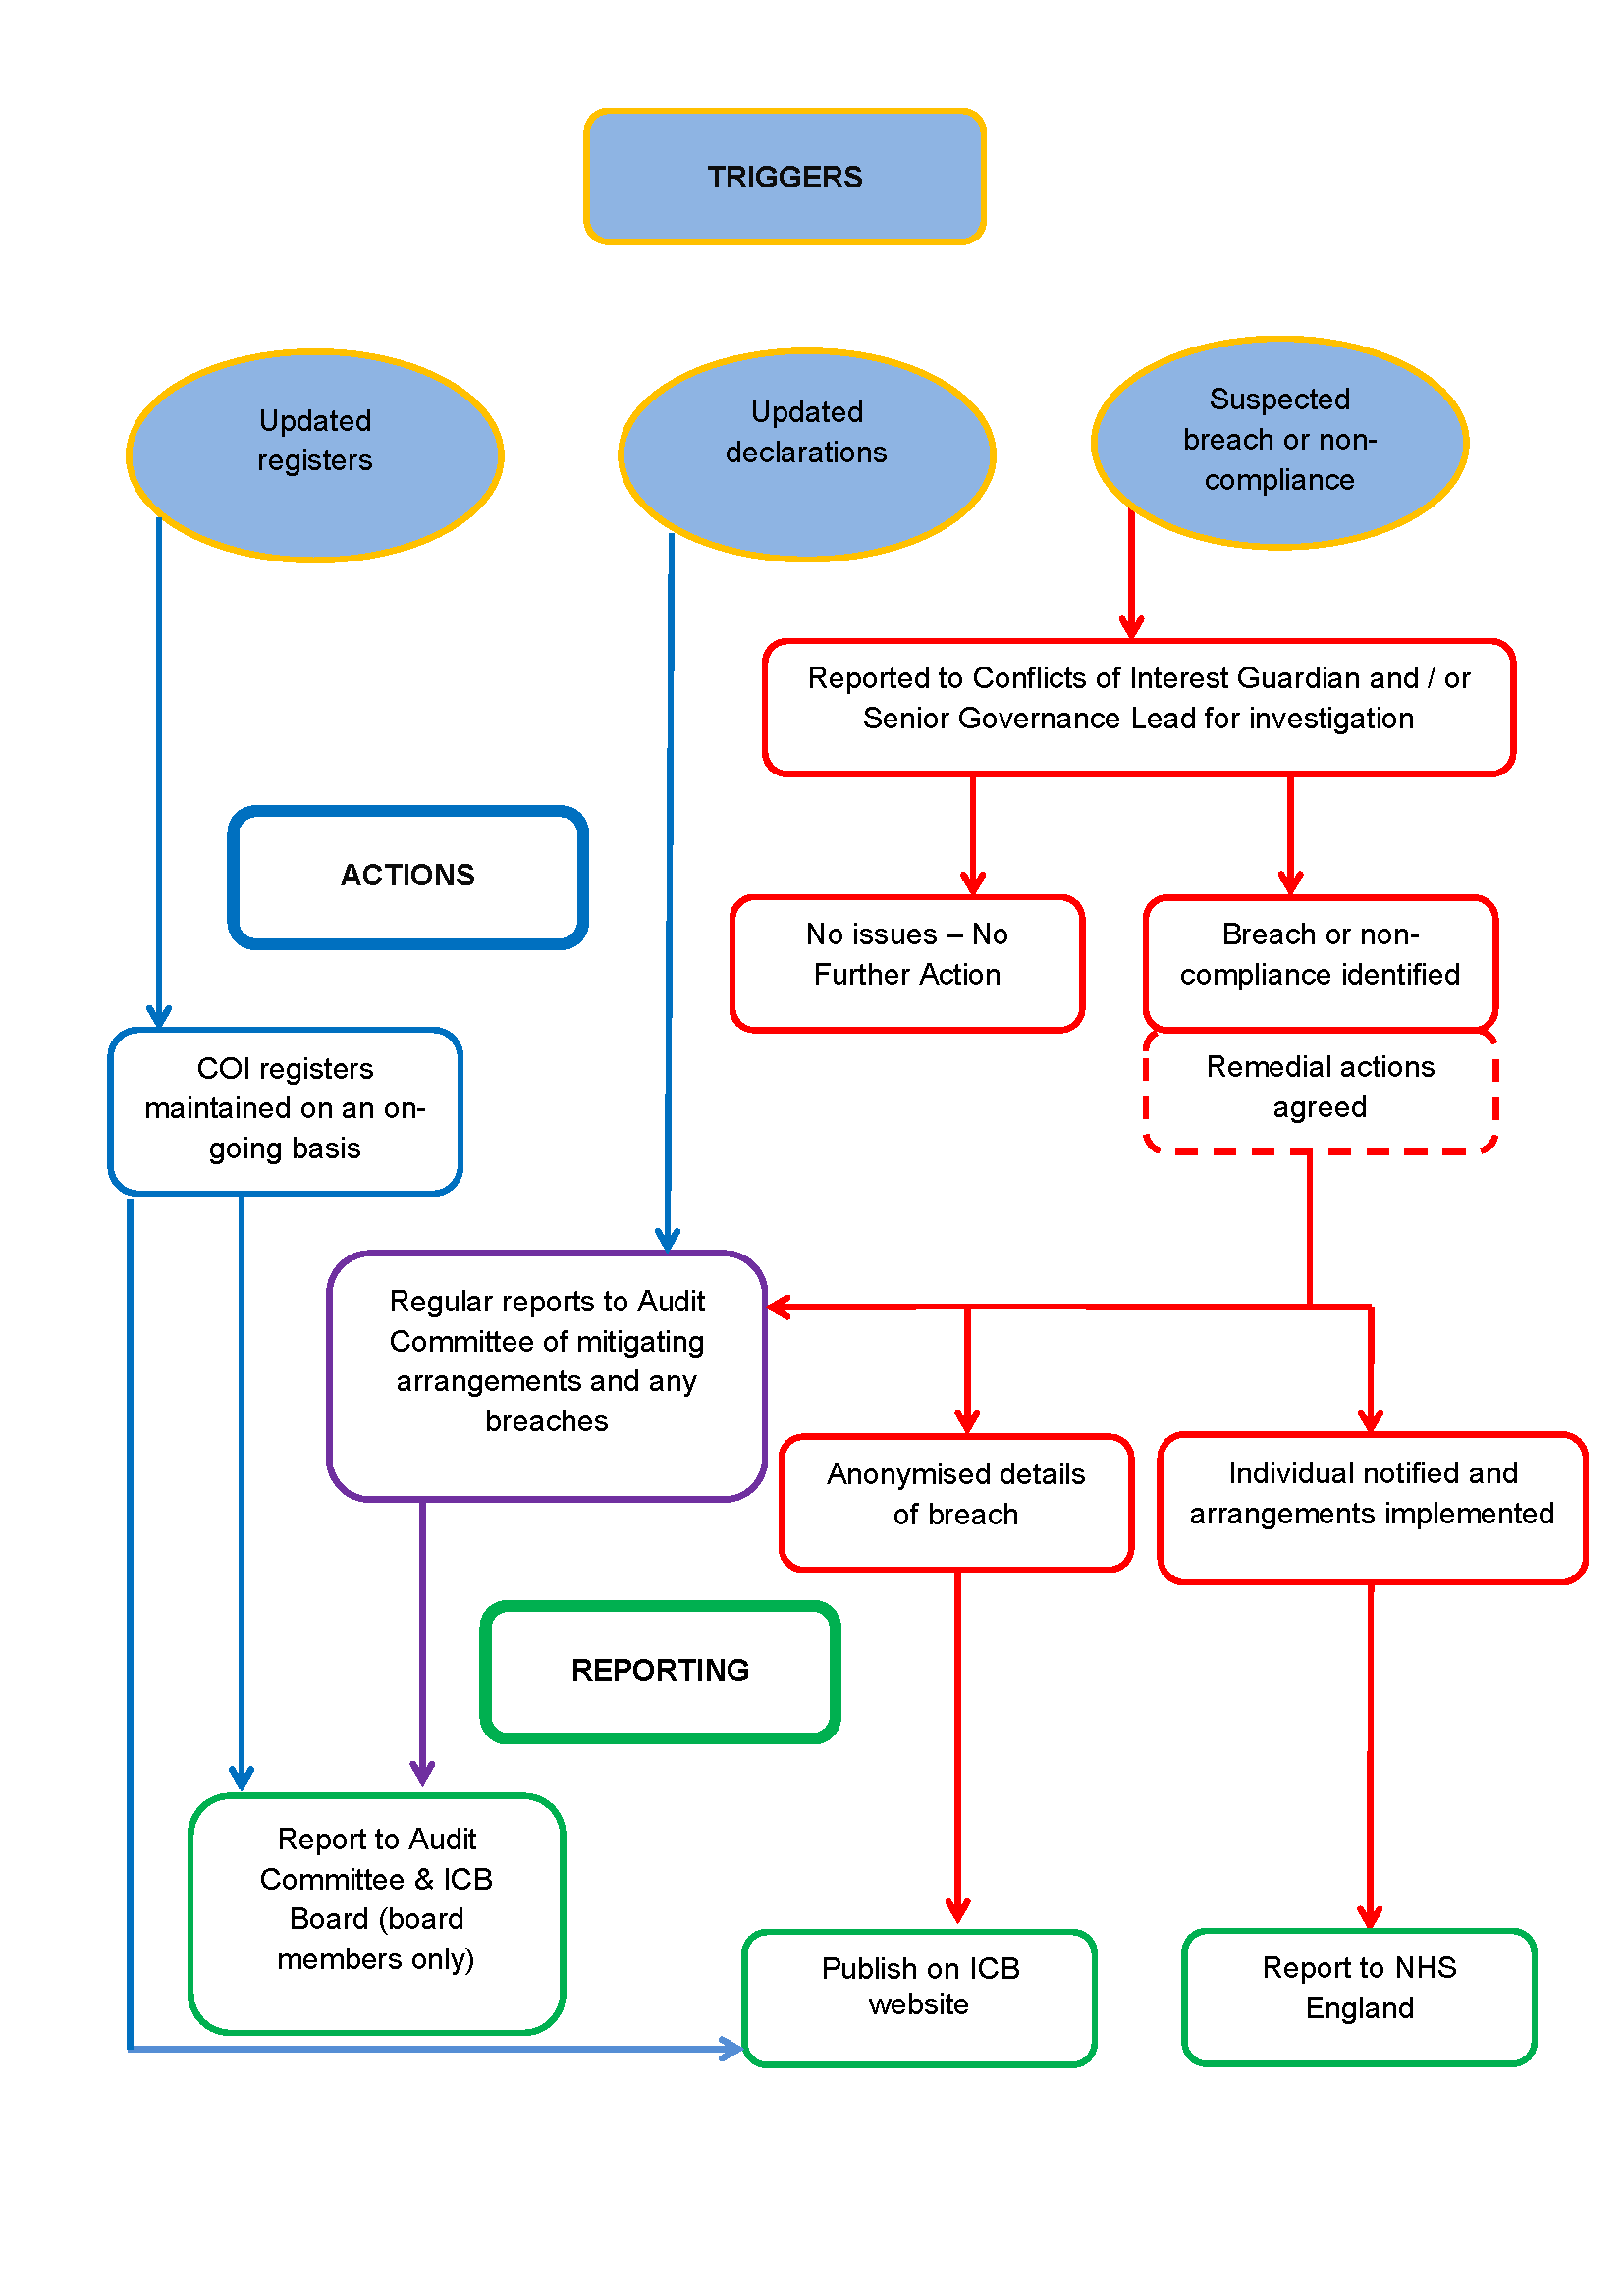 TRIGGERS
Updated
registers
Updated
declarations
Suspected
breach or non-
compliance
Reported to Conflicts of Interest Guardian and / or
Senior Governance Lead for investigation
ACTIONS
No issues – No
Further Action
Breach or non-
compliance identified
COI registers
maintained on an on-
going basis
Remedial actions
agreed
Regular reports to Audit
Committee of mitigating
arrangements and any
breaches
Anonymised details
of breach
Individual notified and
arrangements implemented
REPORTING
Report to Audit
Committee & ICB
Board (board
members only)
Publish on ICB
website
Report to NHS
England